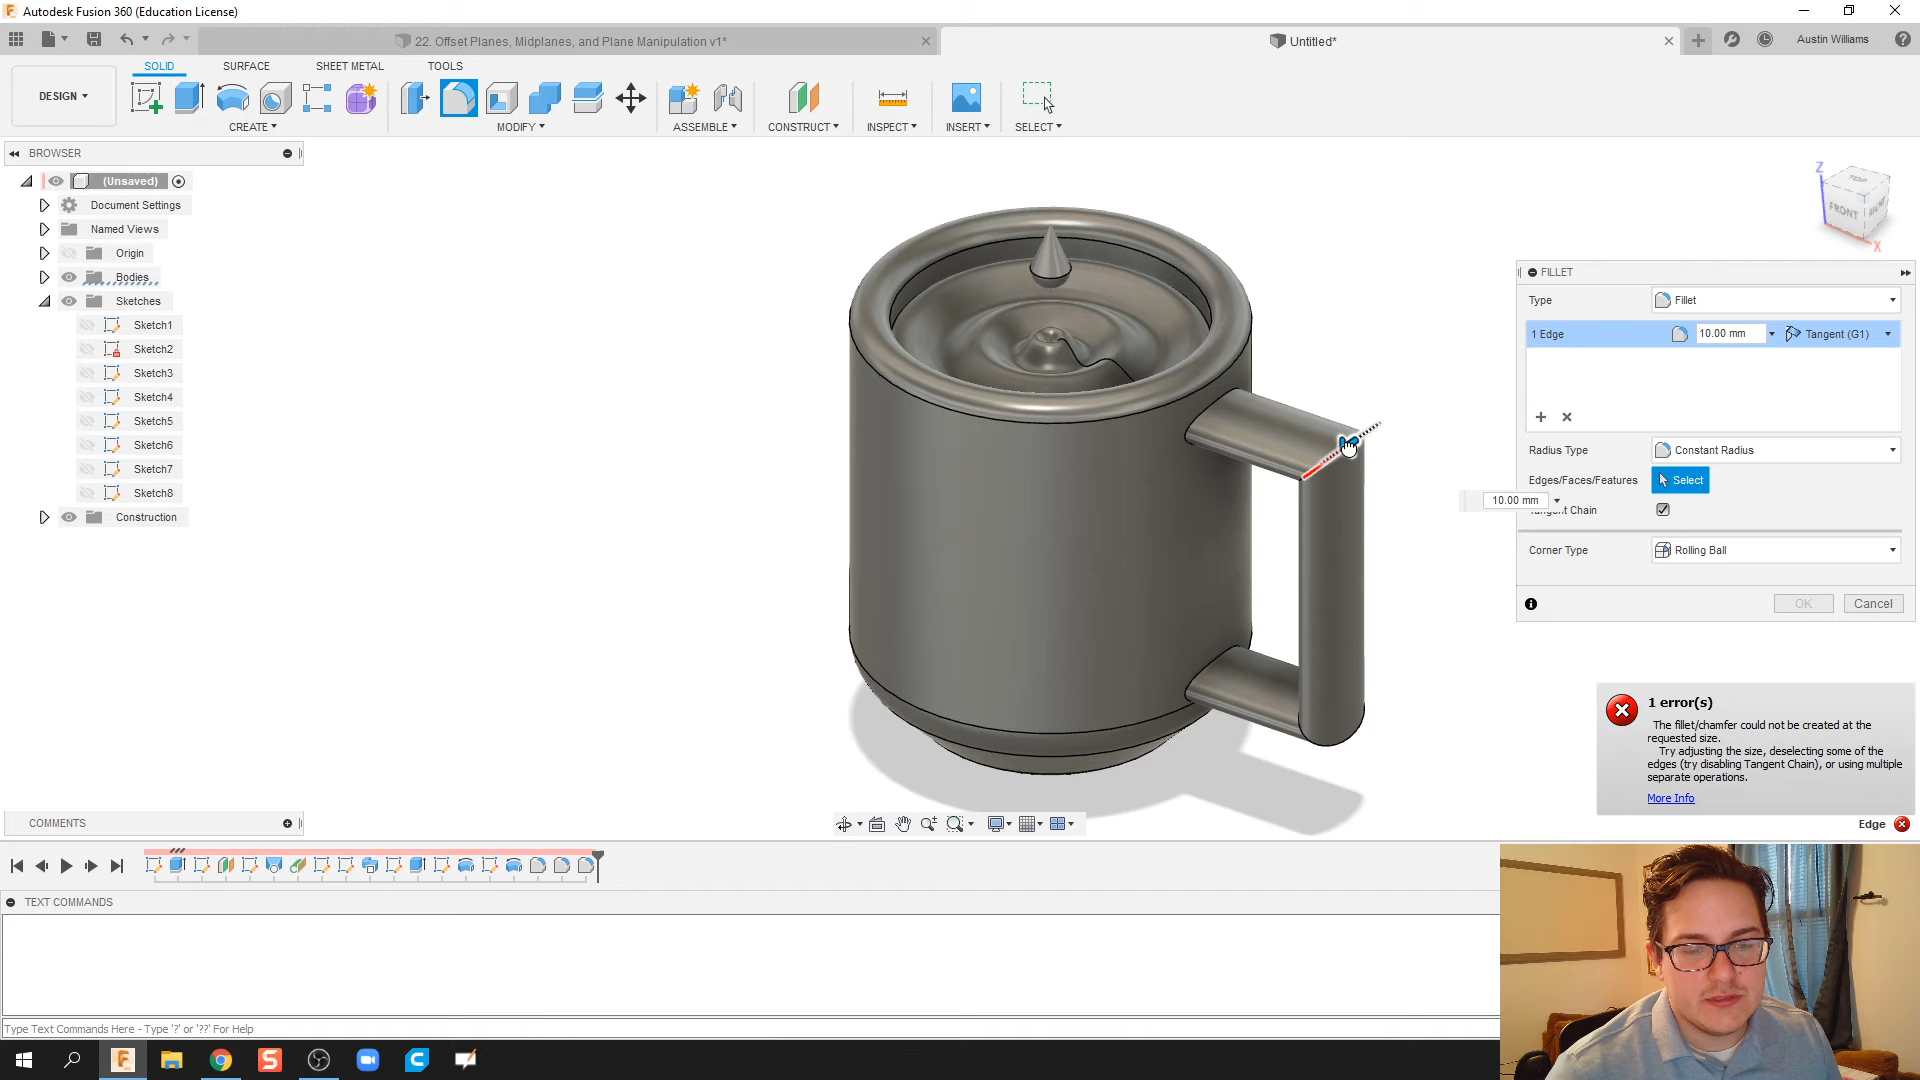 Autodesk Fusion 360 (Education License)
22. Offset Planes, Midplanes, and Plane Manipulation v1*
Untitled*
Austin Williams
SOLID
SURFACE
SHEET METAL
TOOLS
DESIGN
CREATE
MODIFY
ASSEMBLE
CONSTRUCT
INSPECT
INSERT
SELECT
BROWSER
(Unsaved)
Document Settings
Named Views
Origin
Bodies
Sketches
Sketch1
Sketch2
Sketch3
Sketch4
Sketch5
Sketch6
Sketch7
Sketch8
Construction
Z
TOP
FRONT
RIGHT
X
FILLET
Type
Fillet
1 Edge
10.00 mm
Tangent (G1)
Radius Type
Constant Radius
Edges/Faces/Features
Select
10.00 mm
Tangent Chain
Corner Type
Rolling Ball
OK
Cancel
1 error(s)
The fillet/chamfer could not be created at the
requested size.
Try adjusting the size, deselecting some of the
edges (try disabling Tangent Chain), or using multiple
separate operations.
More Info
Edge
COMMENTS
TEXT COMMANDS
Type Text Commands Here - Type '?' or '??' For Help